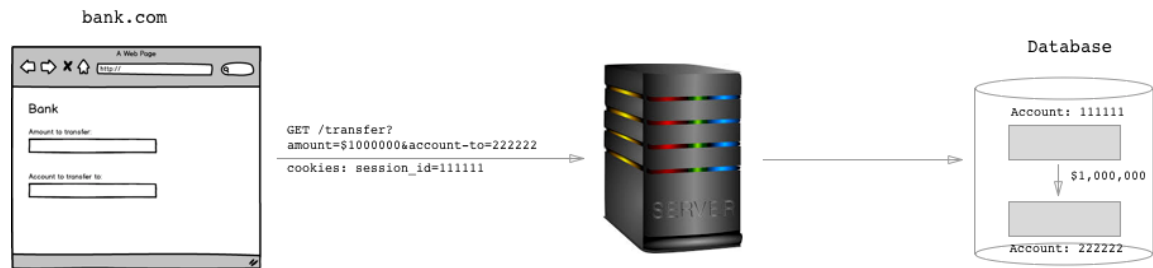 bank.com
A Web Page
http://
Bank
Amount to transfer:
Account to transfer to:
GET /transfer?
amount=$1000000&account-to=222222
cookies: session_id=111111
SERVER
Database
Account: 111111
$1,000,000
Account: 222222